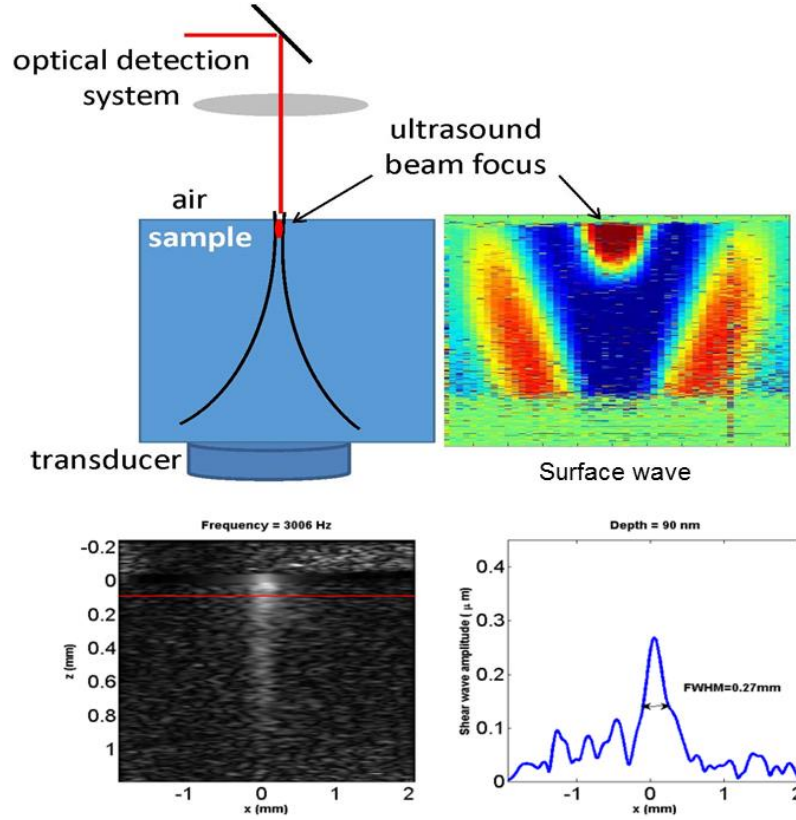 optical detection
system
ultrasound
beam focus
air
sample
transducer
Surface wave
Frequency = 3006 Hz
-0.2
0
0.2
0.4
0.6
0.8
1
z (mm)
-1
0
1
2
x (mm)
Depth = 90 nm
0.4
0.3
0.2
0.1
0
Shear wave amplitude ( μ m)
FWHM=0.27mm
-1
0
1
2
x (mm)